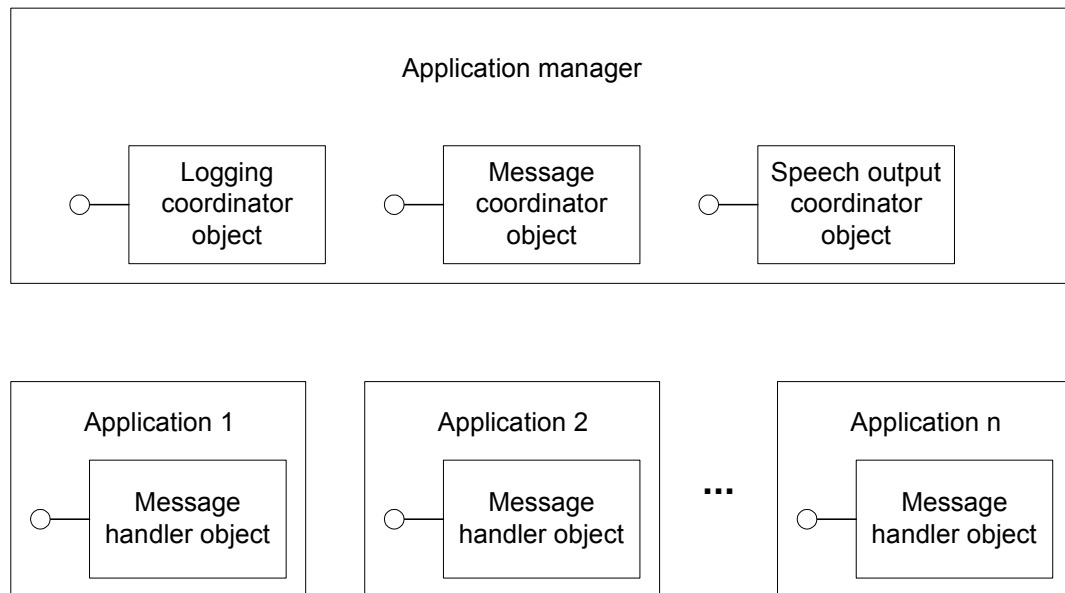 Application manager
Logging
coordinator
object
Message
coordinator
object
Speech output
coordinator
object
Application 1
Message
handler object
Application 2
Message
handler object
...
Application n
Message
handler object